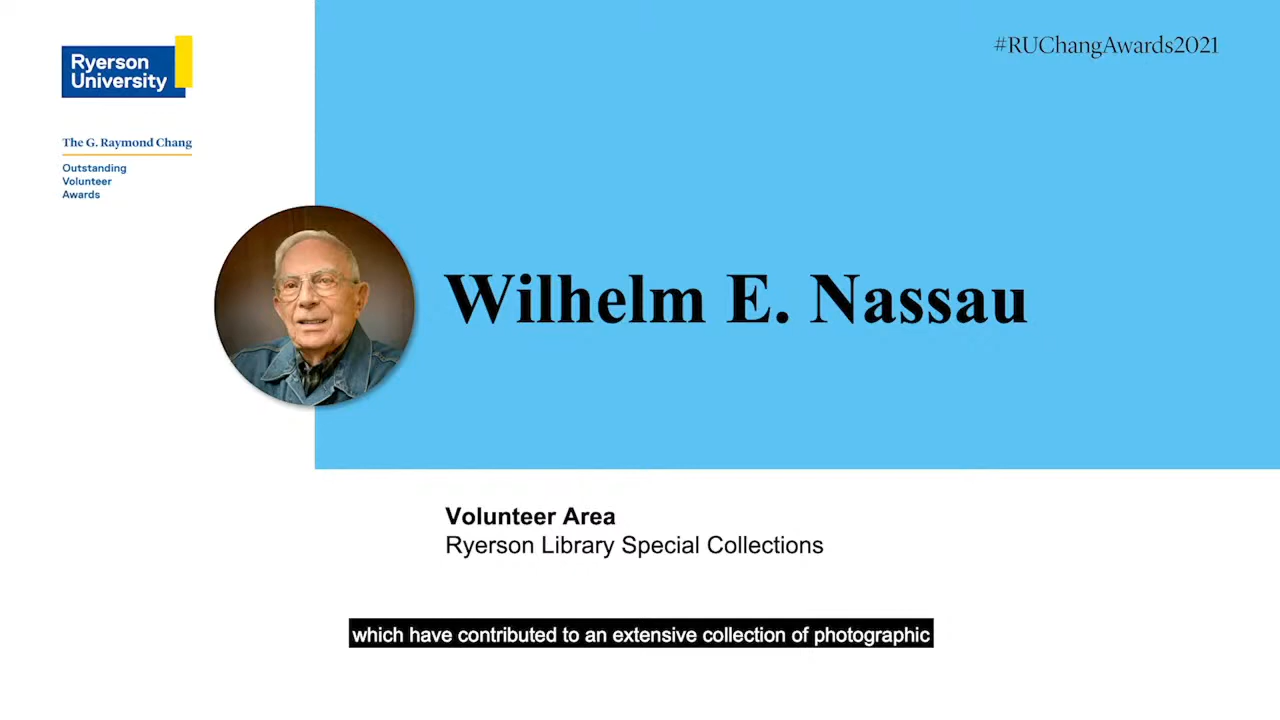 Ryerson
University
#RUChangAwards2021
The G. Raymond Chang
Outstanding
Volunteer
Awards
Wilhelm E. Nassau
Volunteer Area
Ryerson Library Special Collections
which have contributed to an extensive collection of photographic